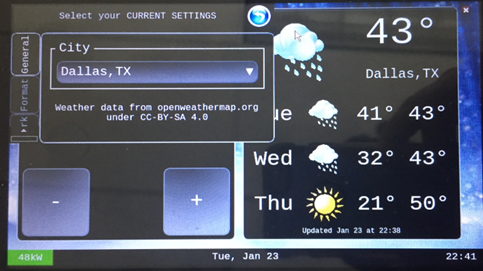 Select your CURRENT SETTINGS
General
Format
City
Dallas,TX
Weather data from openweathermap.org
under CC-BY-SA 4.0
- +
43°
Dallas,TX
41° 43°
Wed 32° 43°
Thu 21° 50°
Updated Jan 23 at 22:38
48kW Tue, Jan 23 22:41